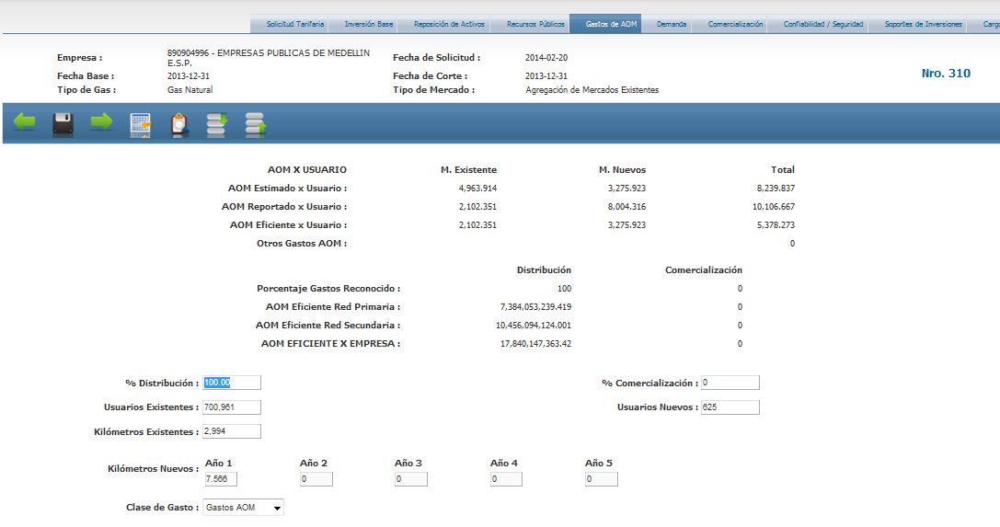 Solicitud Tarifaria Inversión Base Reposición de Activos Recursos Públicos Gastos de AOM Demanda Comercialización Confiabilidad / Seguridad Soportes de Inversiones Cargo
Empresa : 890904996 - EMPRESAS PUBLICAS DE MEDELLIN E.S.P. Fecha de Solicitud : 2014-02-20
Fecha Base : 2013-12-31 Fecha de Corte : 2013-12-31 Nro. 310
Tipo de Gas : Gas Natural Tipo de Mercado : Agregación de Mercados Existentes
AOM X USUARIO M. Existente M. Nuevos Total
AOM Estimado x Usuario : 4,963.914 3,275.923 8,239.837
AOM Reportado x Usuario : 2,102.351 8,004.316 10,106.667
AOM Eficiente x Usuario : 2,102.351 3,275.923 5,378.273
Otros Gastos AOM : 0
Distribución Comercialización
Porcentaje Gastos Reconocido : 100 0
AOM Eficiente Red Primaria : 7,384,053,239.419 0
AOM Eficiente Red Secundaria : 10,456,094,124.001 0
AOM EFICIENTE X EMPRESA : 17,840,147,363.42 0
% Distribución : 100.00 % Comercialización : 0
Usuarios Existentes : 700,961 Usuarios Nuevos : 625
Kilómetros Existentes : 2,994
Año 1 Año 2 Año 3 Año 4 Año 5
Kilómetros Nuevos : 7.566 0 0 0 0
Clase de Gasto : Gastos AOM